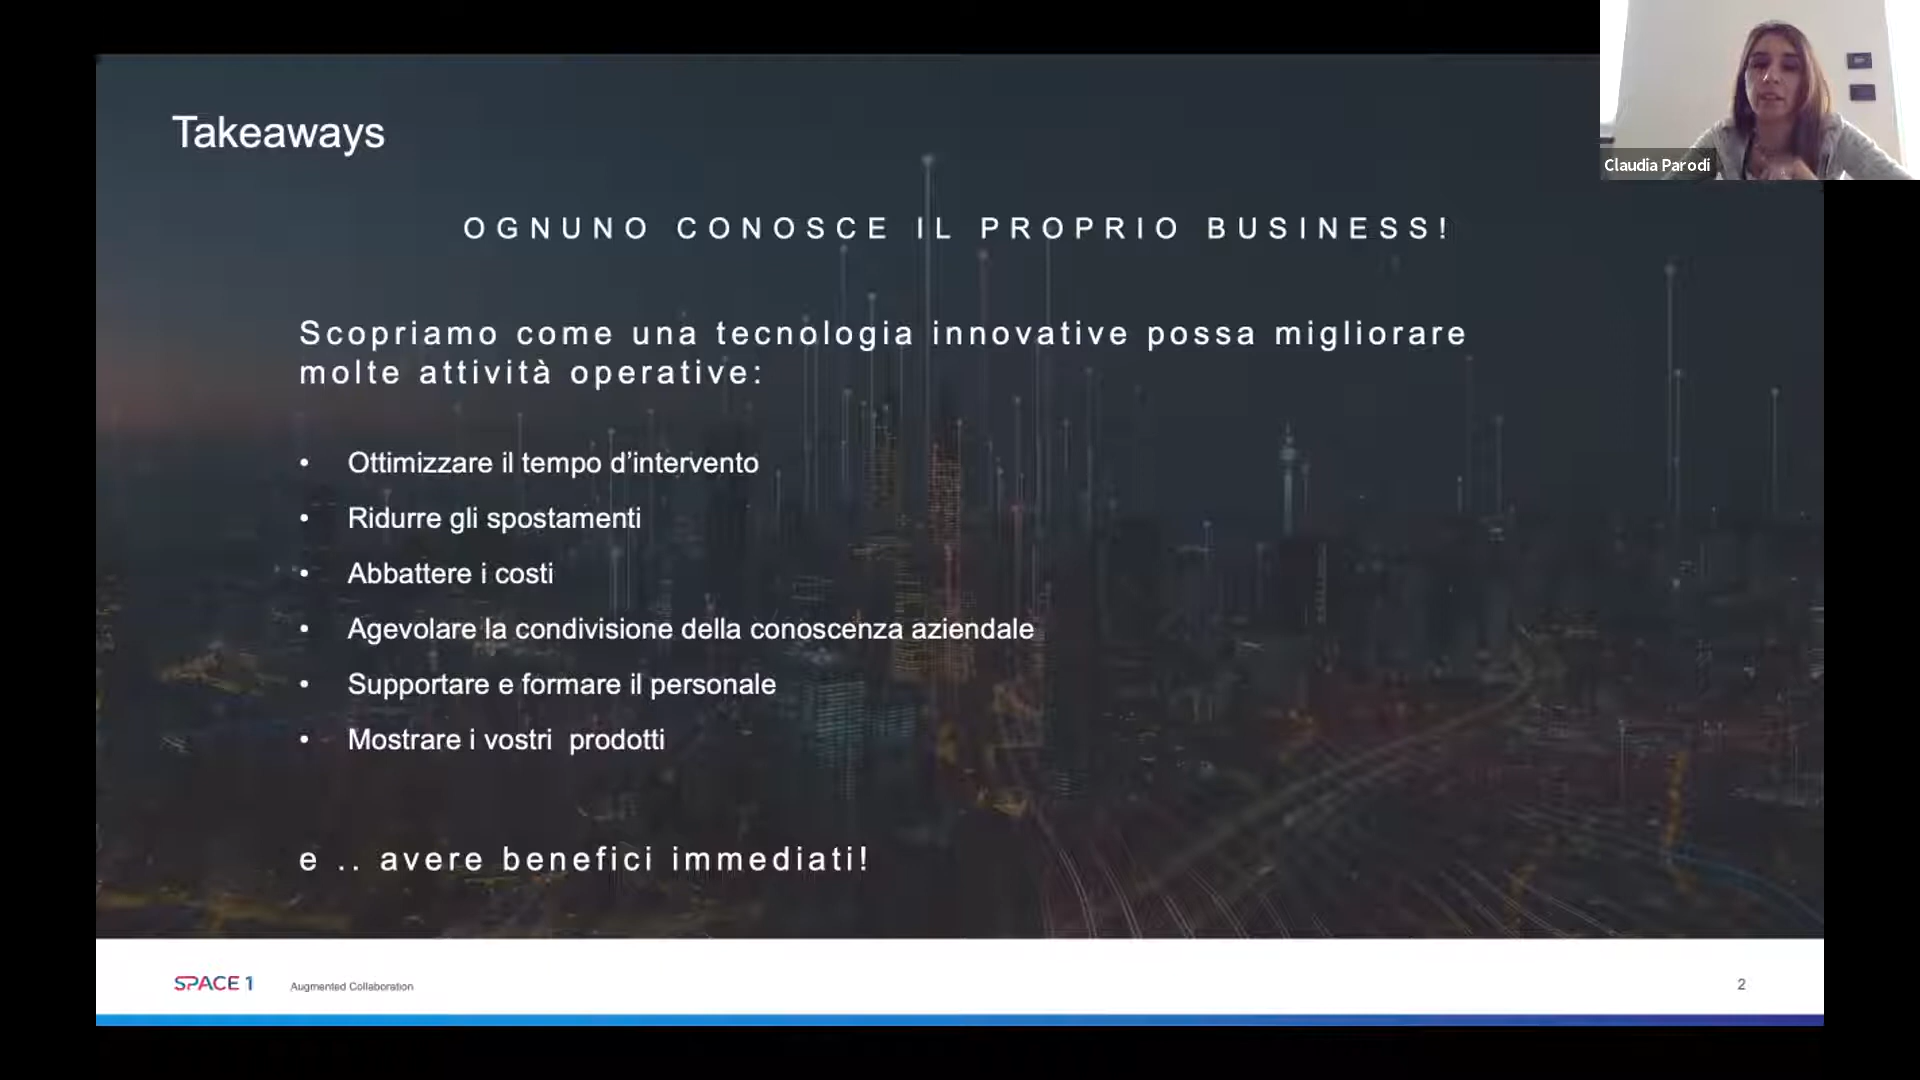 Takeaways
Claudia Parodi
OGNUNO CONOSCE IL PROPRIO BUSINESS!
Scopriamo come una tecnologia innovative possa migliorare
molte attività operative:
• Ottimizzare il tempo d’intervento
• Ridurre gli spostamenti
• Abbattere i costi
• Agevolare la condivisione della conoscenza aziendale
• Supportare e formare il personale
• Mostrare i vostri  prodotti
e .. avere benefici immediati!
SPACE 1
Augmented Collaboration
2